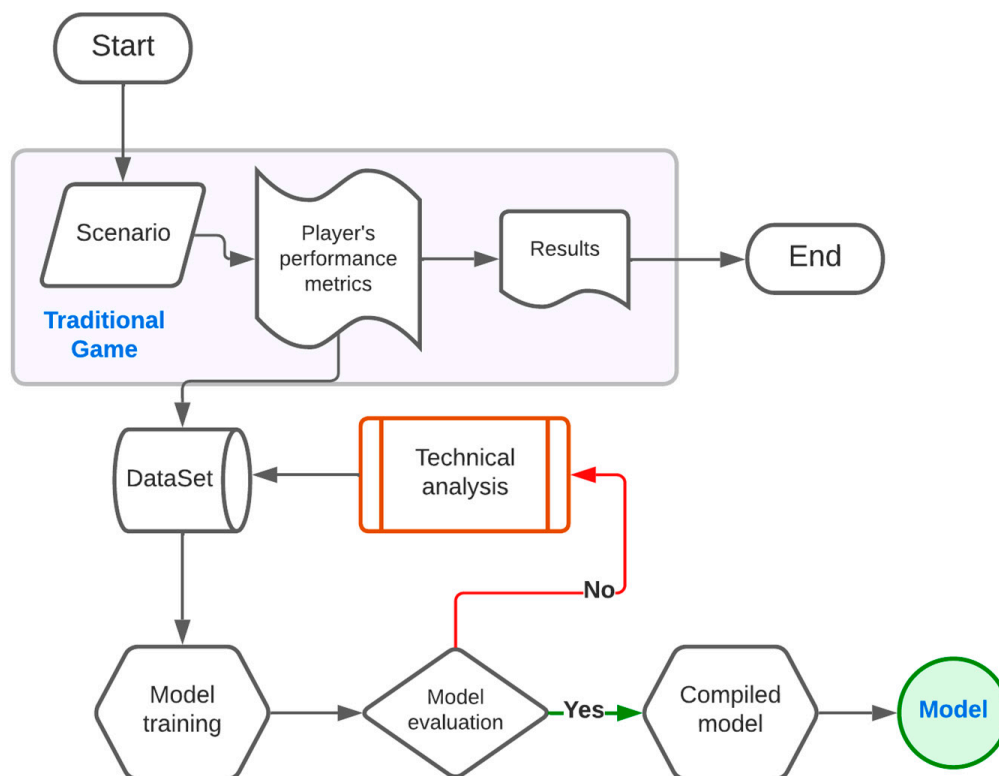 Start
Scenario
Player's
performance
metrics
Results
End
Traditional
Game
DataSet
Technical
analysis
No
Model
training
Model
evaluation
Yes
Compiled
model
Model